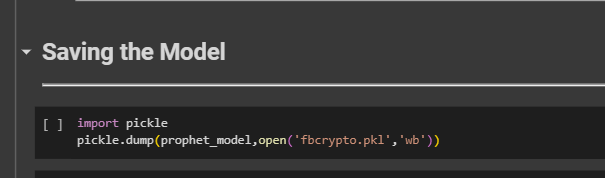 Saving the Model
[ ] import pickle
pickle.dump(prophet_model,open('fbcrypto.pkl','wb'))